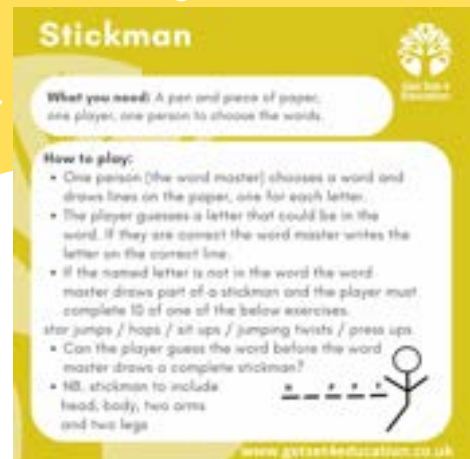 Stickman
Get Set 4
Education
What you need: A pen and piece of paper,
one player, one person to choose the words.
How to play:
• One person (the word master) chooses a word and
draws lines on the paper, one for each letter.
• The player guesses a letter that could be in the
word. If they are correct the word master writes the
letter on the correct line.
• If the named letter is not in the word the word
master draws part of a stickman and the player must
complete 10 of one of the below exercises.
star jumps / hops / sit ups / jumping twists / press ups
• Can the player guess the word before the word
master draws a complete stickman?
• NB. stickman to include
head, body, two arms
and two legs
www.getset4education.co.uk